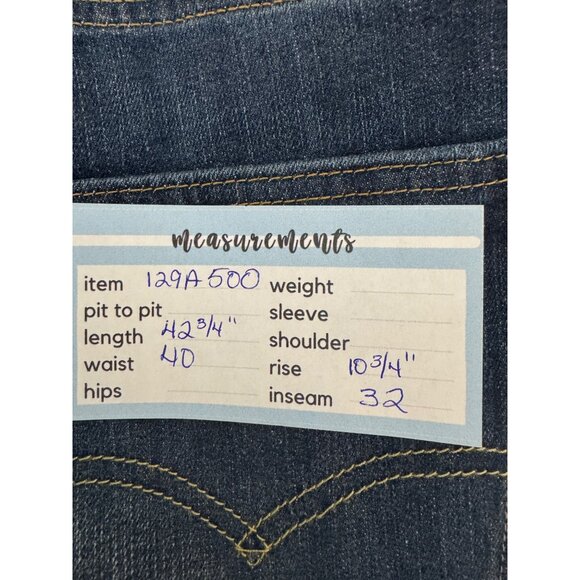 measurements
item 129A500 weight
pit to pit sleeve
length 42 3/4" shoulder
waist 40 rise 10 3/4"
hips inseam 32